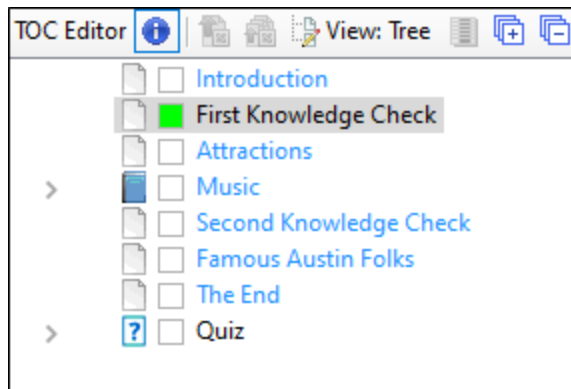 TOC Editor View: Tree
Introduction
First Knowledge Check
Attractions
Music
Second Knowledge Check
Famous Austin Folks
The End
? Quiz